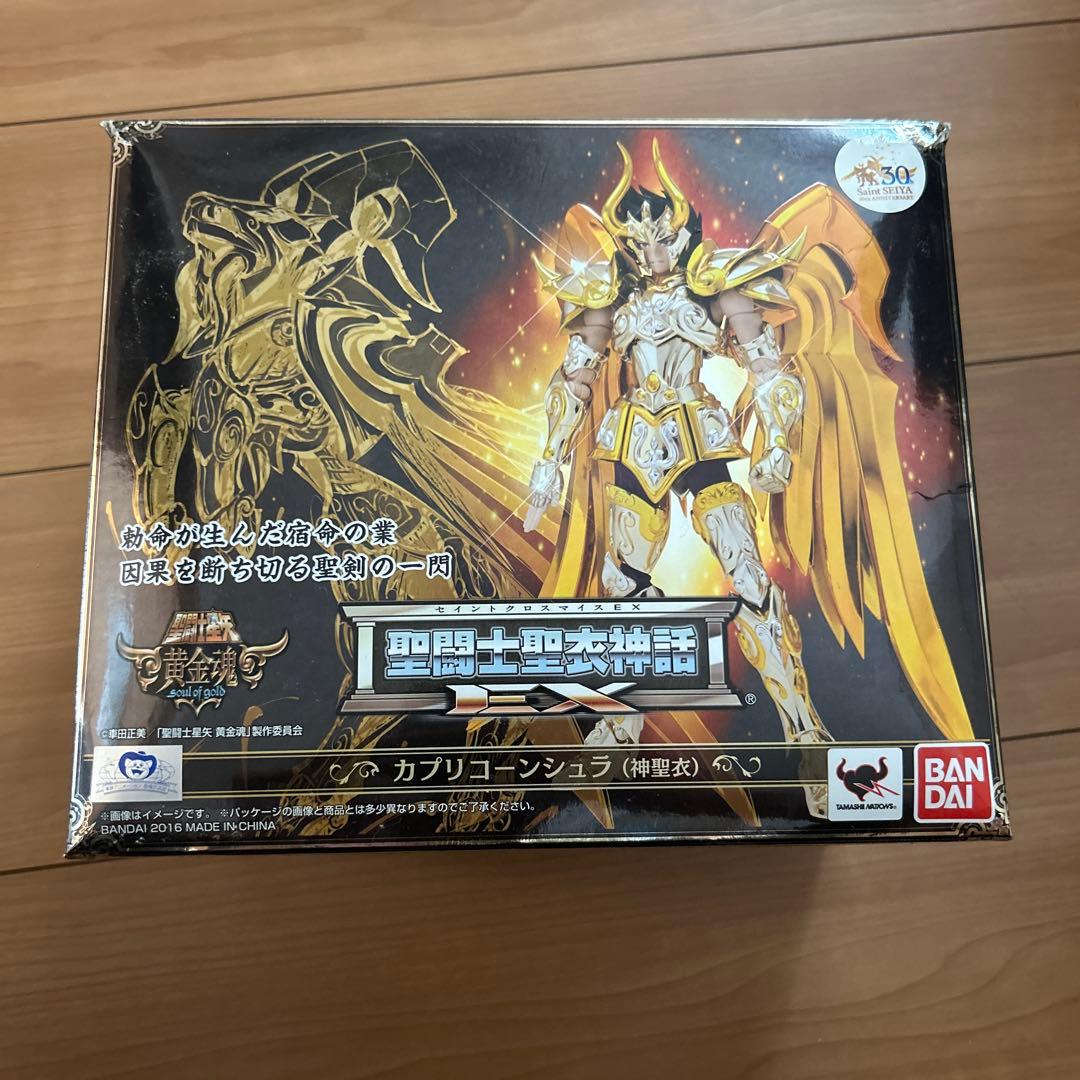 30
Saint SEIYA
30th ANNIVERSARY
勅命が生んだ宿命の業
因果を断ち切る聖剣の一閃
セイントクロスマイスEX
聖闘士聖衣神話
EX
®
聖闘士星矢
黄金魂
soul of gold
©車田正美 /「聖闘士星矢 黄金魂」製作委員会
カプリコーンシュラ(神聖衣)
TAMASHII NATIONS®
BAN
DAI
※画像はイメージです。 ※パッケージの画像と商品とは多少異なりますのでご了承ください。
BANDAI 2016 MADE IN CHINA